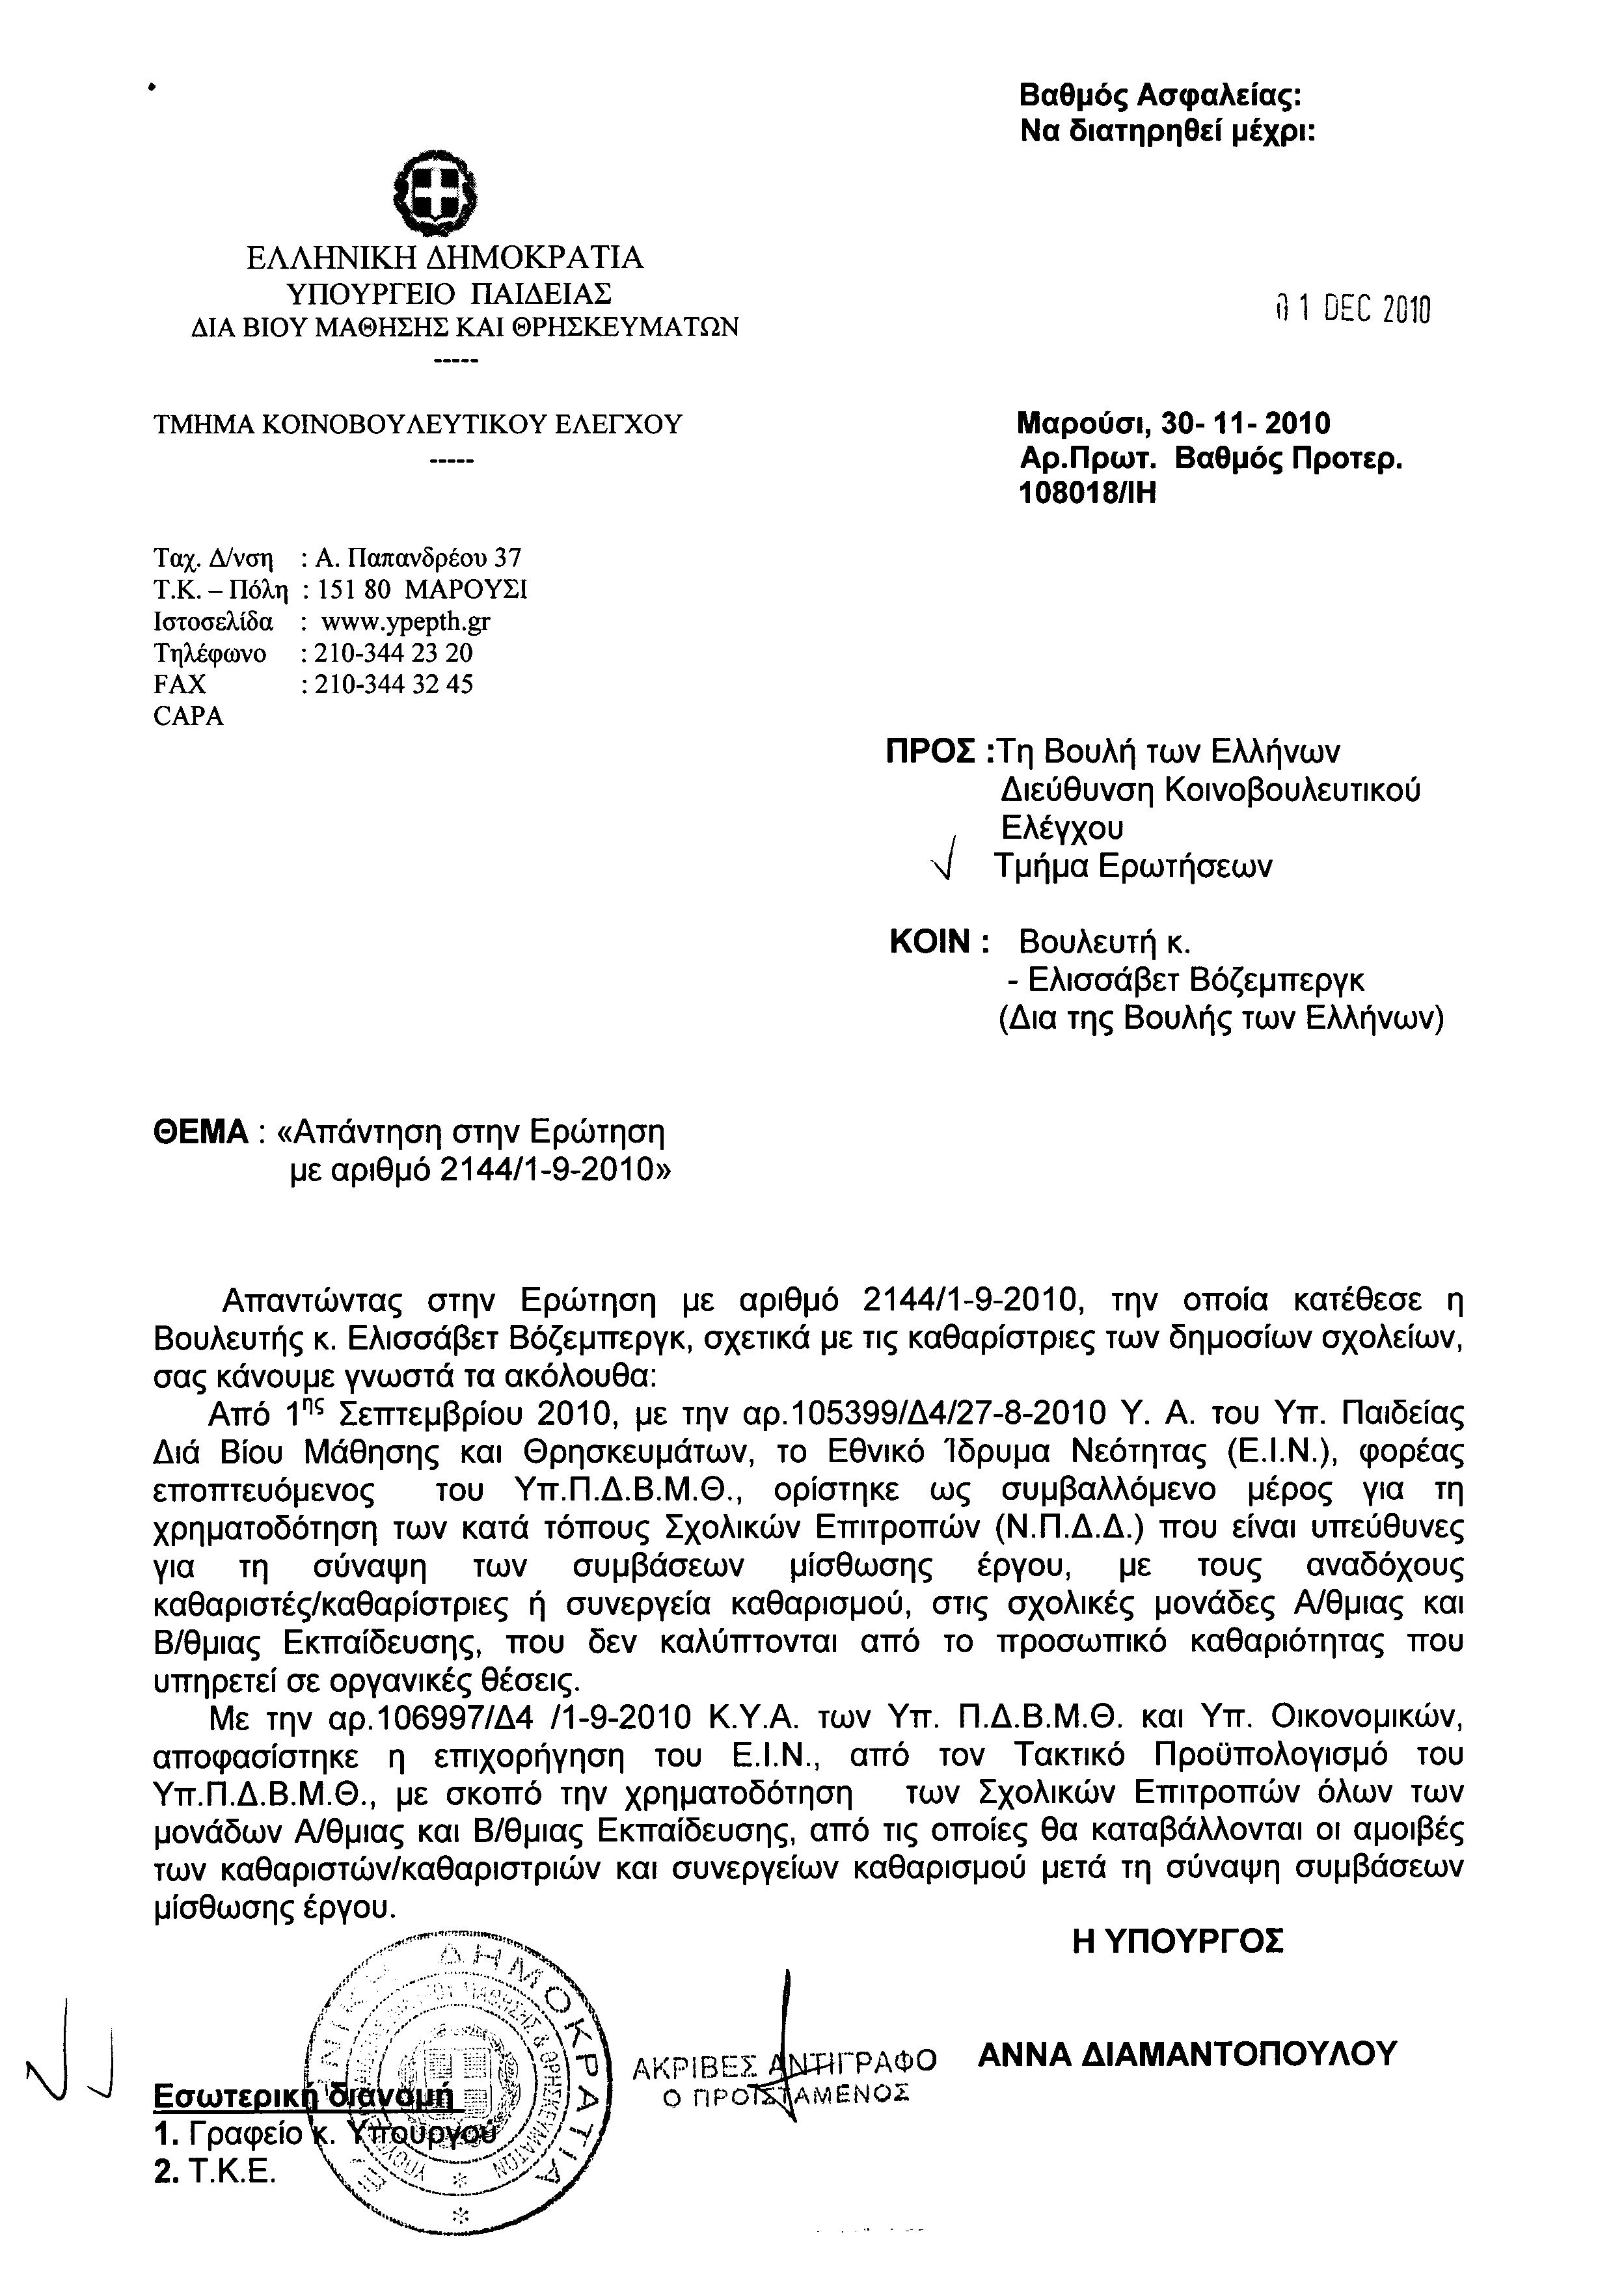 Βαθμός Ασφαλείας:
Να διατηρηθεί μέχρι:
ΕΛΛΗΝΙΚΗ ΔΗΜΟΚΡΑΤΙΑ
ΥΠΟΥΡΓΕΙΟ ΠΑΙΔΕΙΑΣ
ΔΙΑ ΒΙΟΥ ΜΑΘΗΣΗΣ ΚΑΙ ΘΡΗΣΚΕΥΜΑΤΩΝ
-----
01 DEC 2010
ΤΜΗΜΑ ΚΟΙΝΟΒΟΥΛΕΥΤΙΚΟΥ ΕΛΕΓΧΟΥ
-----
Μαρούσι, 30- 11- 2010
Αρ.Πρωτ. Βαθμός Προτερ.
108018/ΙΗ
Ταχ. Δ/νση : Α. Παπανδρέου 37
Τ.Κ. – Πόλη : 151 80 ΜΑΡΟΥΣΙ
Ιστοσελίδα : www.ypepth.gr
Τηλέφωνο : 210-344 23 20
FAX : 210-344 32 45
CAPA
ΠΡΟΣ :Τη Βουλή των Ελλήνων
Διεύθυνση Κοινοβουλευτικού
Ελέγχου
Τμήμα Ερωτήσεων
ΚΟΙΝ : Βουλευτή κ.
- Ελισσάβετ Βόζεμπεργκ
(Δια της Βουλής των Ελλήνων)
ΘΕΜΑ : «Απάντηση στην Ερώτηση
με αριθμό 2144/1-9-2010»
Απαντώντας στην Ερώτηση με αριθμό 2144/1-9-2010, την οποία κατέθεσε η
Βουλευτής κ. Ελισσάβετ Βόζεμπεργκ, σχετικά με τις καθαρίστριες των δημοσίων σχολείων,
σας κάνουμε γνωστά τα ακόλουθα:
Από 1ης Σεπτεμβρίου 2010, με την αρ.105399/Δ4/27-8-2010 Υ. Α. του Υπ. Παιδείας
Διά Βίου Μάθησης και Θρησκευμάτων, το Εθνικό Ίδρυμα Νεότητας (Ε.Ι.Ν.), φορέας
εποπτευόμενος του Υπ.Π.Δ.Β.Μ.Θ., ορίστηκε ως συμβαλλόμενο μέρος για τη
χρηματοδότηση των κατά τόπους Σχολικών Επιτροπών (Ν.Π.Δ.Δ.) που είναι υπεύθυνες
για τη σύναψη των συμβάσεων μίσθωσης έργου, με τους αναδόχους
καθαριστές/καθαρίστριες ή συνεργεία καθαρισμού, στις σχολικές μονάδες Α/θμιας και
Β/θμιας Εκπαίδευσης, που δεν καλύπτονται από το προσωπικό καθαριότητας που
υπηρετεί σε οργανικές θέσεις.
Με την αρ.106997/Δ4 /1-9-2010 Κ.Υ.Α. των Υπ. Π.Δ.Β.Μ.Θ. και Υπ. Οικονομικών,
αποφασίστηκε η επιχορήγηση του Ε.Ι.Ν., από τον Τακτικό Προϋπολογισμό του
Υπ.Π.Δ.Β.Μ.Θ., με σκοπό την χρηματοδότηση των Σχολικών Επιτροπών όλων των
μονάδων Α/θμιας και Β/θμιας Εκπαίδευσης, από τις οποίες θα καταβάλλονται οι αμοιβές
των καθαριστών/καθαριστριών και συνεργείων καθαρισμού μετά τη σύναψη συμβάσεων
μίσθωσης έργου.
Η ΥΠΟΥΡΓΟΣ
ΑΝΝΑ ΔΙΑΜΑΝΤΟΠΟΥΛΟΥ
ΑΚΡΙΒΕΣ ΑΝΤΙΓΡΑΦΟ
Ο ΠΡΟΪΣΤΑΜΕΝΟΣ
ΔΗΜΟΚΡΑΤΙΑ
Εσωτερική διανομή
1. Γραφείο κ. Υπουργού
2. Τ.Κ.Ε.